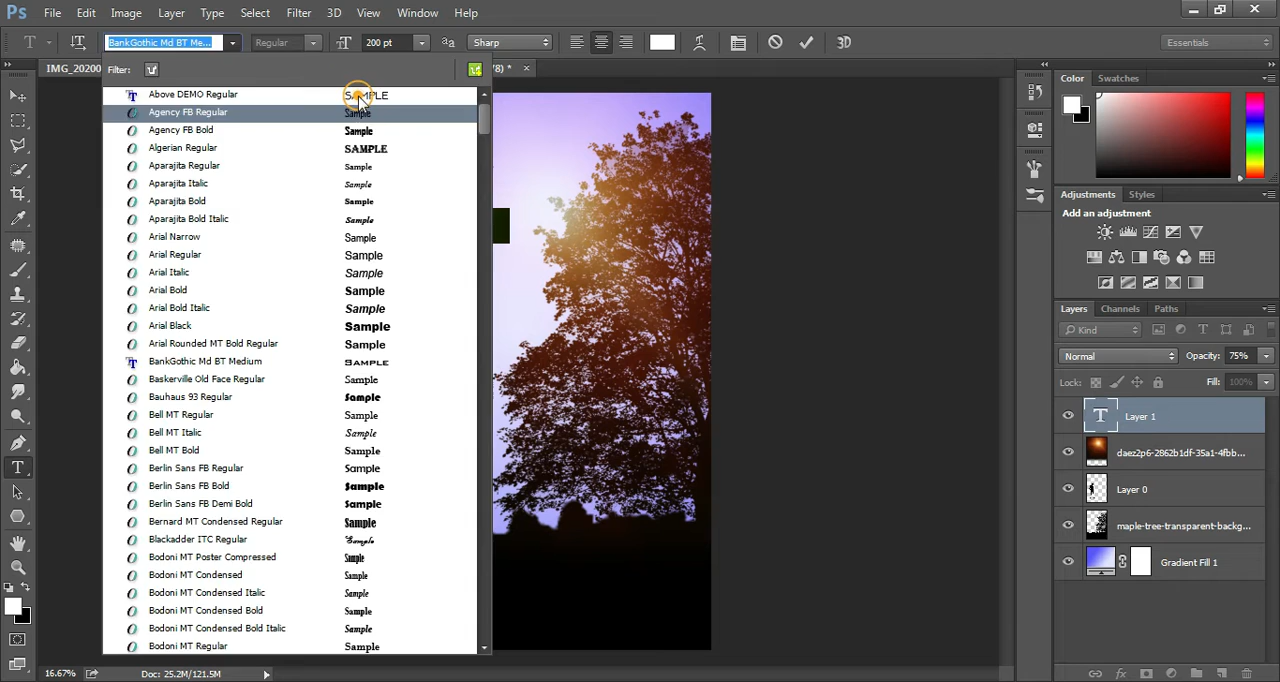 Ps File Edit Image Layer Type Select Filter 3D View Window Help
BankGothic Md BT Me... Regular 200 pt Sharp 3D Essentials
IMG_20200 /8) * ×
Filter:
Above DEMO Regular SAMPLE
Agency FB Regular Sample
Agency FB Bold Sample
Algerian Regular SAMPLE
Aparajita Regular Sample
Aparajita Italic Sample
Aparajita Bold Sample
Aparajita Bold Italic Sample
Arial Narrow Sample
Arial Regular Sample
Arial Italic Sample
Arial Bold Sample
Arial Bold Italic Sample
Arial Black Sample
Arial Rounded MT Bold Regular Sample
BankGothic Md BT Medium SAMPLE
Baskerville Old Face Regular Sample
Bauhaus 93 Regular Sample
Bell MT Regular Sample
Bell MT Italic Sample
Bell MT Bold Sample
Berlin Sans FB Regular Sample
Berlin Sans FB Bold Sample
Berlin Sans FB Demi Bold Sample
Bernard MT Condensed Regular Sample
Blackadder ITC Regular Sample
Bodoni MT Poster Compressed Sample
Bodoni MT Condensed Sample
Bodoni MT Condensed Italic Sample
Bodoni MT Condensed Bold Sample
Bodoni MT Condensed Bold Italic Sample
Bodoni MT Regular Sample
16.67% Doc: 25.2M/121.5M
Color Swatches
Adjustments Styles
Add an adjustment
Layers Channels Paths
Kind
Normal Opacity: 75%
Lock: Fill: 100%
Layer 1
daez2p6-2862b1df-35a1-4fbb...
Layer 0
maple-tree-transparent-backg...
Gradient Fill 1